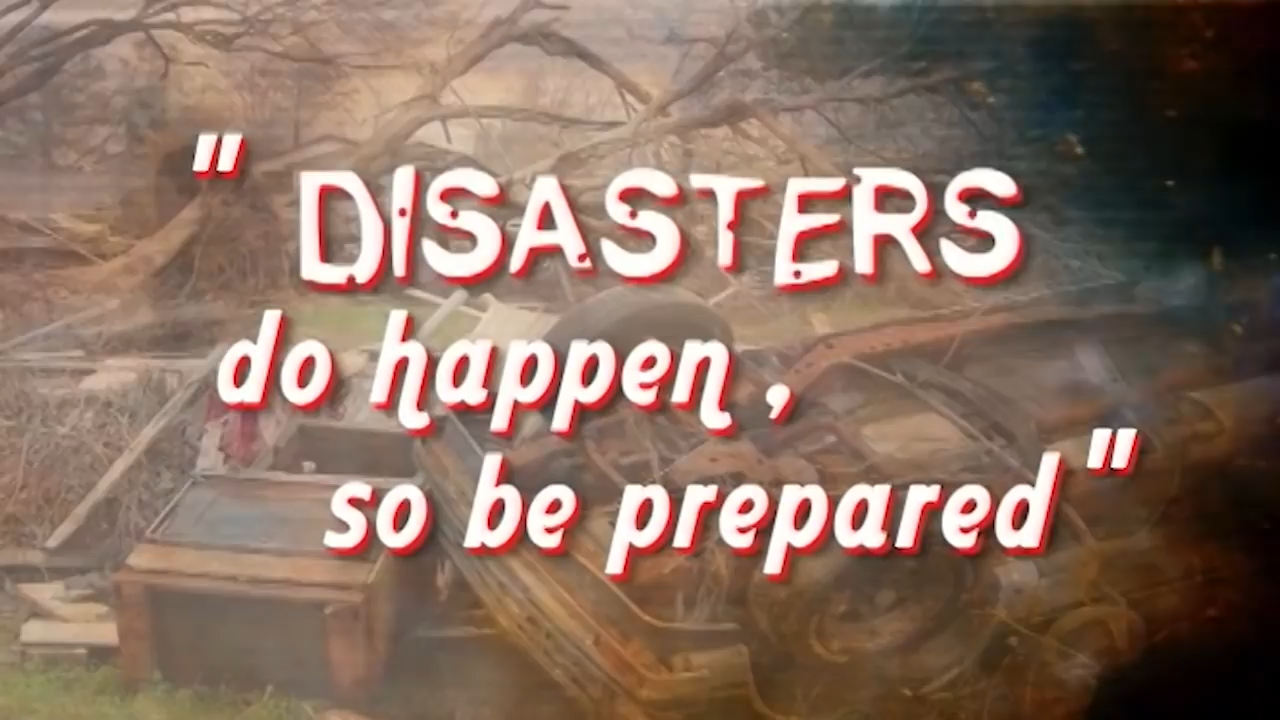 " DISASTERS
do happen ,
so be prepared "